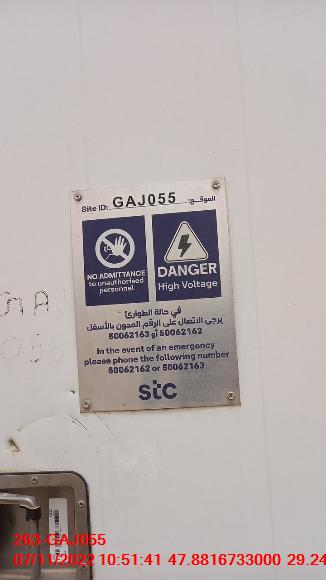 Site ID: GAJ055 الموقع:
NO ADMITTANCE
to unauthorised
personnel
DANGER
High Voltage
في حالة الطوارئ
يرجى الاتصال على الرقم المدون بالأسفل
50062162 أو 50062163
In the event of an emergency
please phone the following number
50062162 or 50062163
stc
263-GAJ055
07/11/2022 10:51:41 47.8816733000 29.24